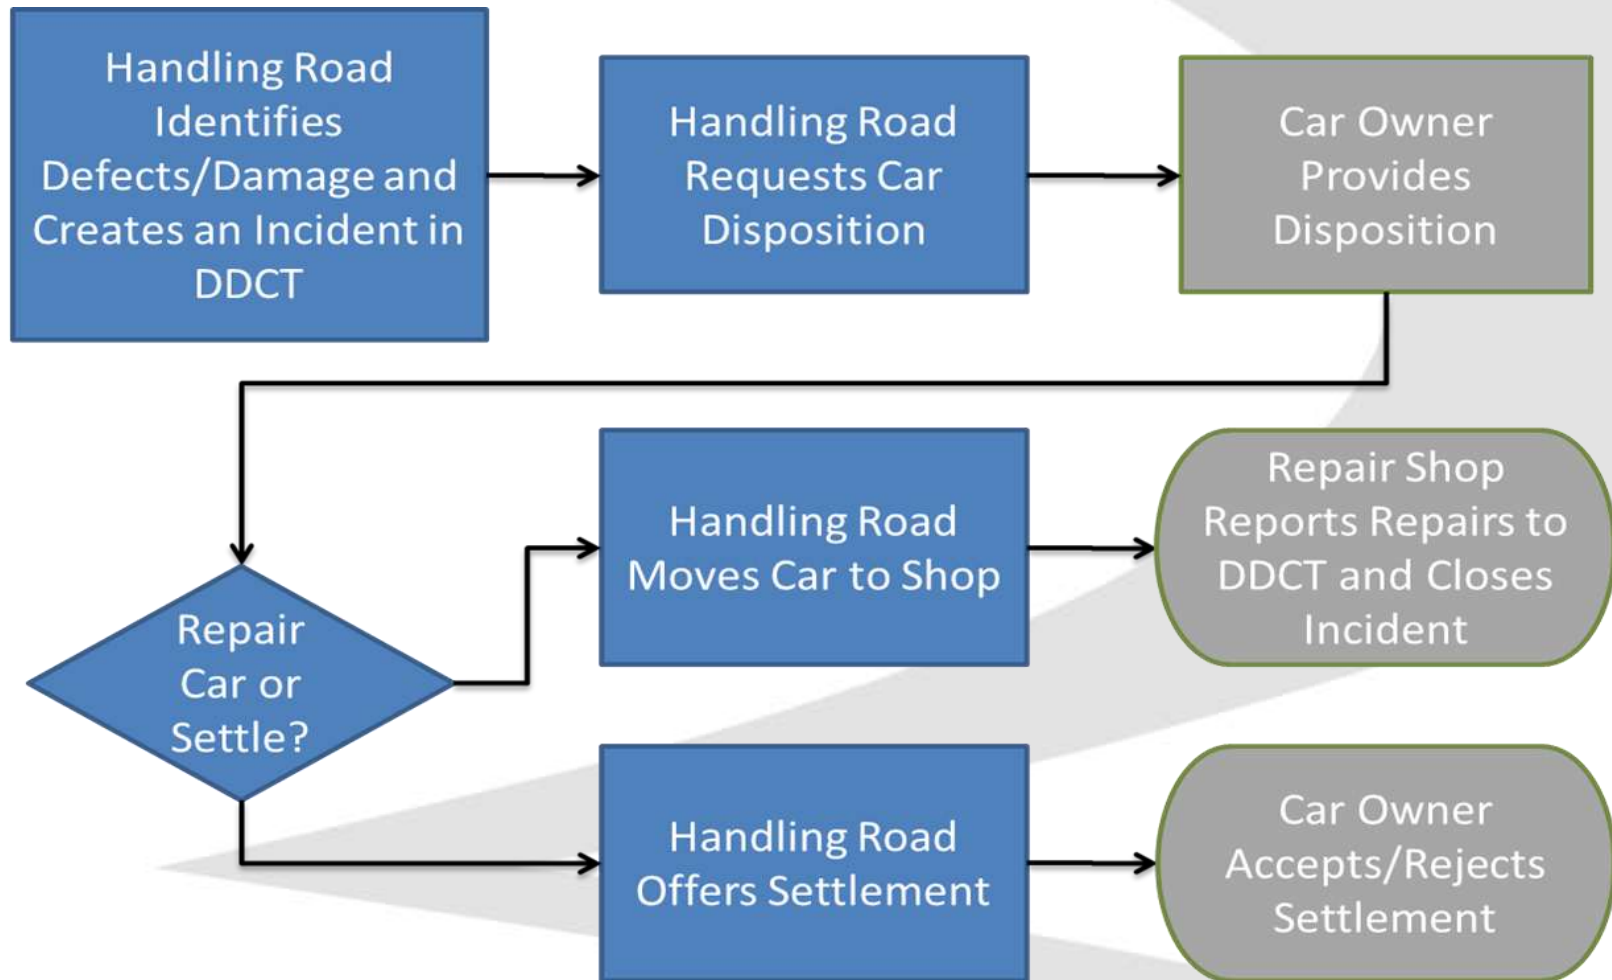 Handling Road
Identifies
Defects/Damage and
Creates an Incident in
DDCT
Handling Road
Requests Car
Disposition
Car Owner
Provides
Disposition
Repair
Car or
Settle?
Handling Road
Moves Car to Shop
Repair Shop
Reports Repairs to
DDCT and Closes
Incident
Handling Road
Offers Settlement
Car Owner
Accepts/Rejects
Settlement